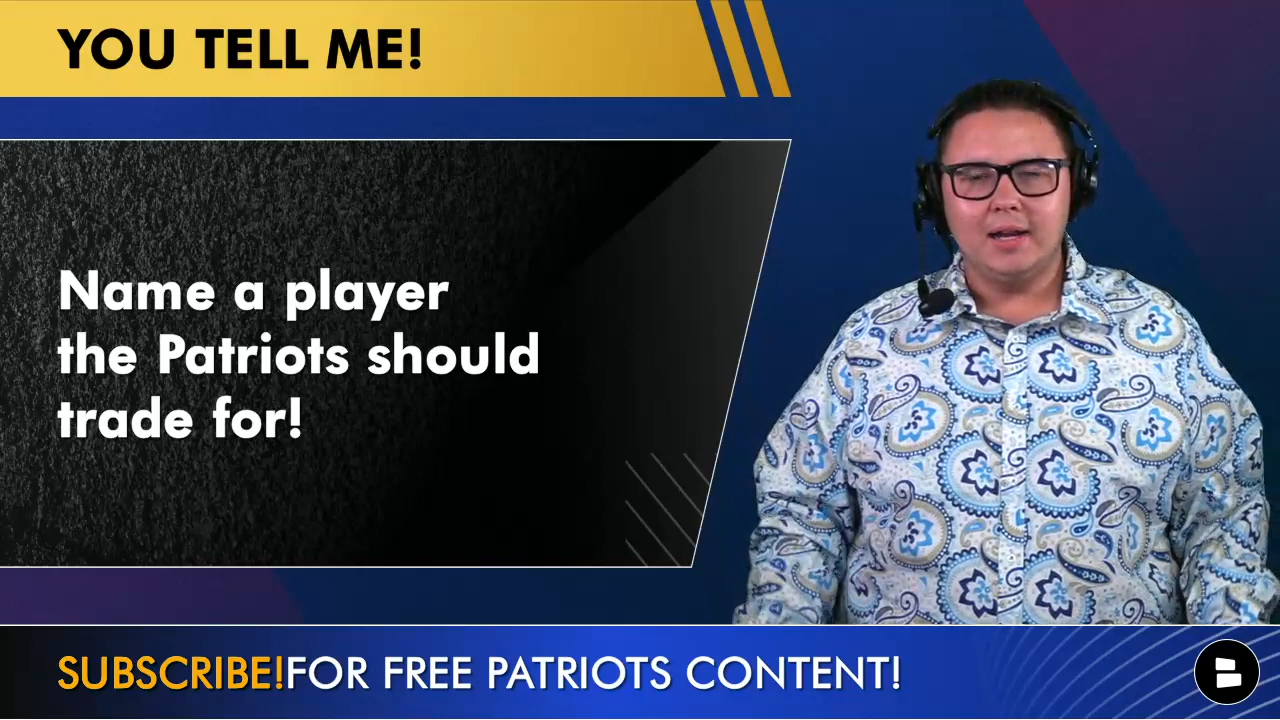 YOU TELL ME!
Name a player
the Patriots should
trade for!
SUBSCRIBE!FOR FREE PATRIOTS CONTENT!